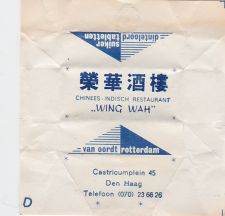 suiker
tabletten
dinteloord
榮華酒樓
CHINEES-INDISCH RESTAURANT
„WING WAH"
van oordt rotterdam
Castricumplein 45
Den Haag
Telefoon (070) 23 66 26
D